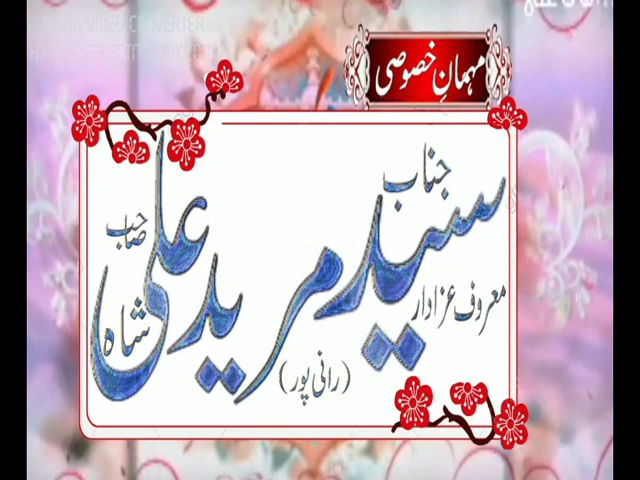 مہمانِ خصوصی
جناب
سید مرید علی شاہ صاحب
معروف عزادار
(رانی پور)